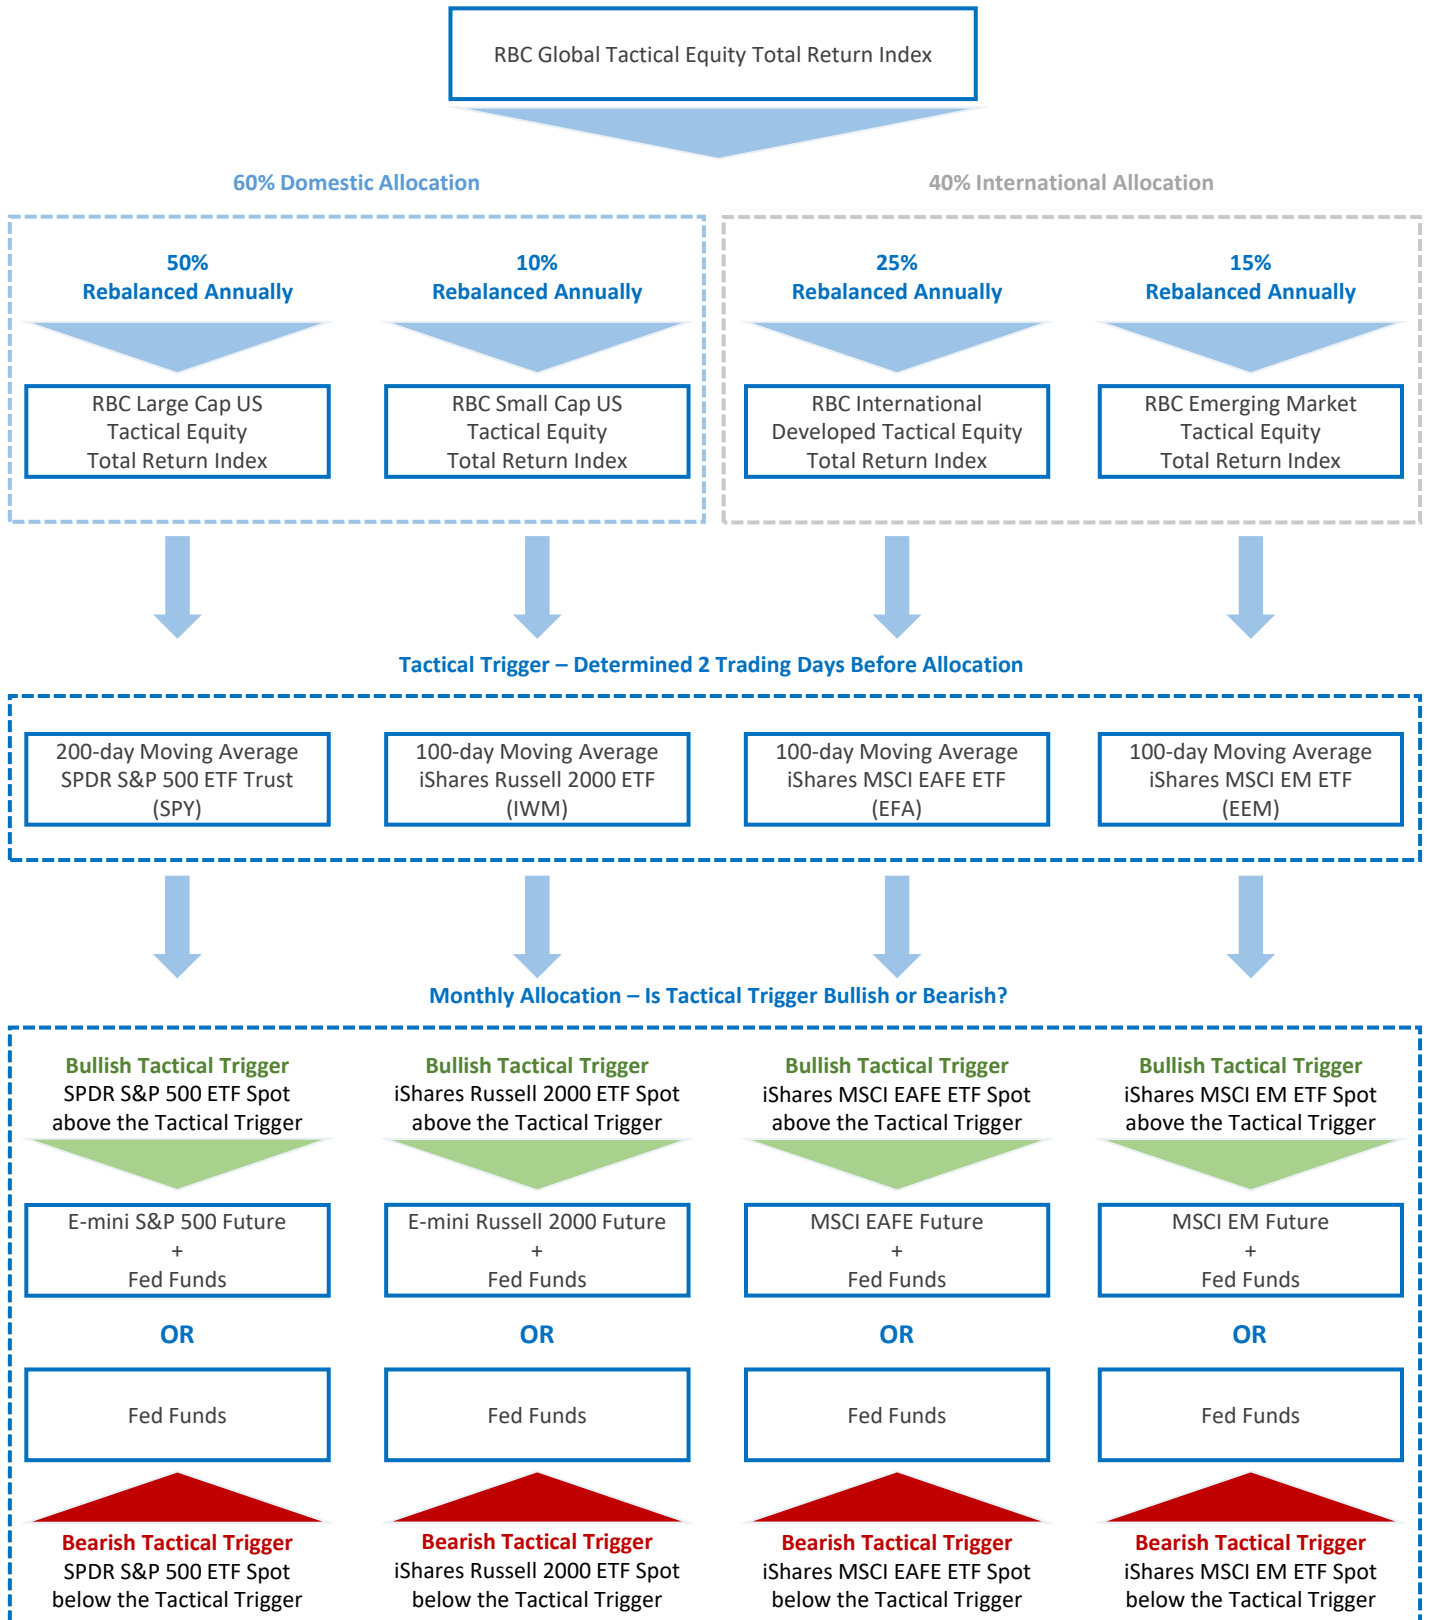 RBC Global Tactical Equity Total Return Index
60% Domestic Allocation
40% International Allocation
50%
Rebalanced Annually
10%
Rebalanced Annually
25%
Rebalanced Annually
15%
Rebalanced Annually
RBC Large Cap US
Tactical Equity
Total Return Index
RBC Small Cap US
Tactical Equity
Total Return Index
RBC International
Developed Tactical Equity
Total Return Index
RBC Emerging Market
Tactical Equity
Total Return Index
Tactical Trigger – Determined 2 Trading Days Before Allocation
200-day Moving Average
SPDR S&P 500 ETF Trust
(SPY)
100-day Moving Average
iShares Russell 2000 ETF
(IWM)
100-day Moving Average
iShares MSCI EAFE ETF
(EFA)
100-day Moving Average
iShares MSCI EM ETF
(EEM)
Monthly Allocation – Is Tactical Trigger Bullish or Bearish?
Bullish Tactical Trigger
SPDR S&P 500 ETF Spot
above the Tactical Trigger
Bullish Tactical Trigger
iShares Russell 2000 ETF Spot
above the Tactical Trigger
Bullish Tactical Trigger
iShares MSCI EAFE ETF Spot
above the Tactical Trigger
Bullish Tactical Trigger
iShares MSCI EM ETF Spot
above the Tactical Trigger
E-mini S&P 500 Future
+
Fed Funds
E-mini Russell 2000 Future
+
Fed Funds
MSCI EAFE Future
+
Fed Funds
MSCI EM Future
+
Fed Funds
OR
OR
OR
OR
Fed Funds
Fed Funds
Fed Funds
Fed Funds
Bearish Tactical Trigger
SPDR S&P 500 ETF Spot
below the Tactical Trigger
Bearish Tactical Trigger
iShares Russell 2000 ETF Spot
below the Tactical Trigger
Bearish Tactical Trigger
iShares MSCI EAFE ETF Spot
below the Tactical Trigger
Bearish Tactical Trigger
iShares MSCI EM ETF Spot
below the Tactical Trigger